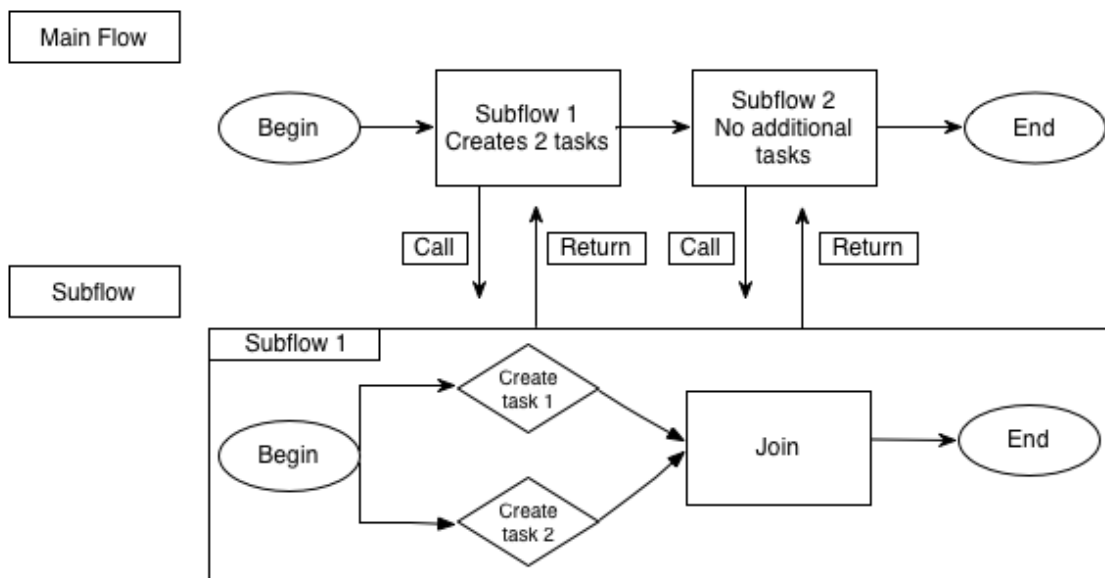 Main Flow
Begin
Subflow 1
Creates 2 tasks
Subflow 2
No additional
tasks
End
Call
Return
Call
Return
Subflow
Subflow 1
Begin
Create
task 1
Create
task 2
Join
End